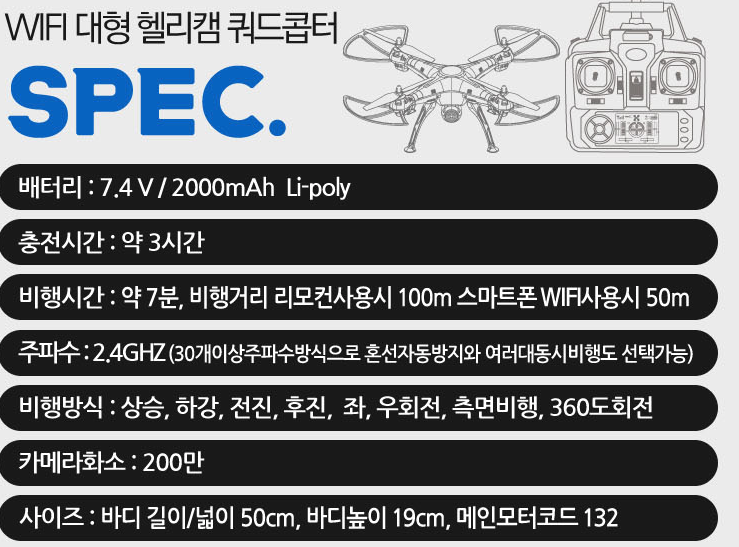 WIFI 대형 헬리캠 쿼드콥터
SPEC.
배터리 : 7.4 V / 2000mAh Li-poly
충전시간 : 약 3시간
비행시간 : 약 7분, 비행거리 리모컨사용시 100m 스마트폰 WIFI사용시 50m
주파수 : 2.4GHZ (30개이상주파수방식으로 혼선자동방지와 여러대동시비행도 선택가능)
비행방식 : 상승, 하강, 전진, 후진, 좌, 우회전, 측면비행, 360도회전
카메라화소 : 200만
사이즈 : 바디 길이/넓이 50cm, 바디높이 19cm, 메인모터코드 132